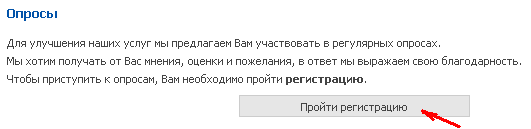 Опросы
Для улучшения наших услуг мы предлагаем Вам участвовать в регулярных опросах.
Мы хотим получать от Вас мнения, оценки и пожелания, в ответ мы выражаем свою благодарность.
Чтобы приступить к опросам, Вам необходимо пройти регистрацию.
Пройти регистрацию